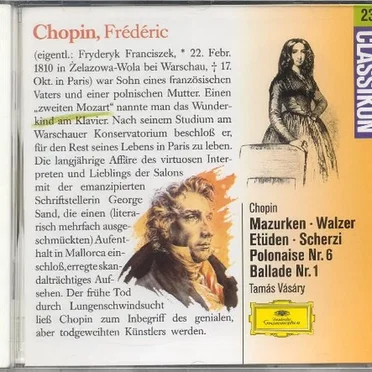 Chopin, Frédéric
(eigentl.: Fryderyk Franciszek, * 22. Febr.
1810 in Żelazowa-Wola bei Warschau, † 17.
Okt. in Paris) war Sohn eines französischen
Vaters und einer polnischen Mutter. Einen
„zweiten Mozart" nannte man das Wunder-
kind am Klavier. Nach seinem Studium am
Warschauer Konservatorium beschloß er,
für den Rest seines Lebens in Paris zu leben.
Die langjährige Affäre des virtuosen Inter-
preten und Lieblings der Salons
mit der emanzipierten
Schriftstellerin George
Sand, die einen (litera-
risch mehrfach ausge-
schmückten) Aufent-
halt in Mallorca ein-
schloß, erregte skan-
dalträchtiges Auf-
sehen. Der frühe Tod
durch Lungenschwindsucht
ließ Chopin zum Inbegriff des genialen,
aber todgeweihten Künstlers werden.
23
CLASSIKON
Chopin
Mazurken · Walzer
Etüden · Scherzi
Polonaise Nr. 6
Ballade Nr. 1
Tamás Vásáry
Deutsche
Grammophon